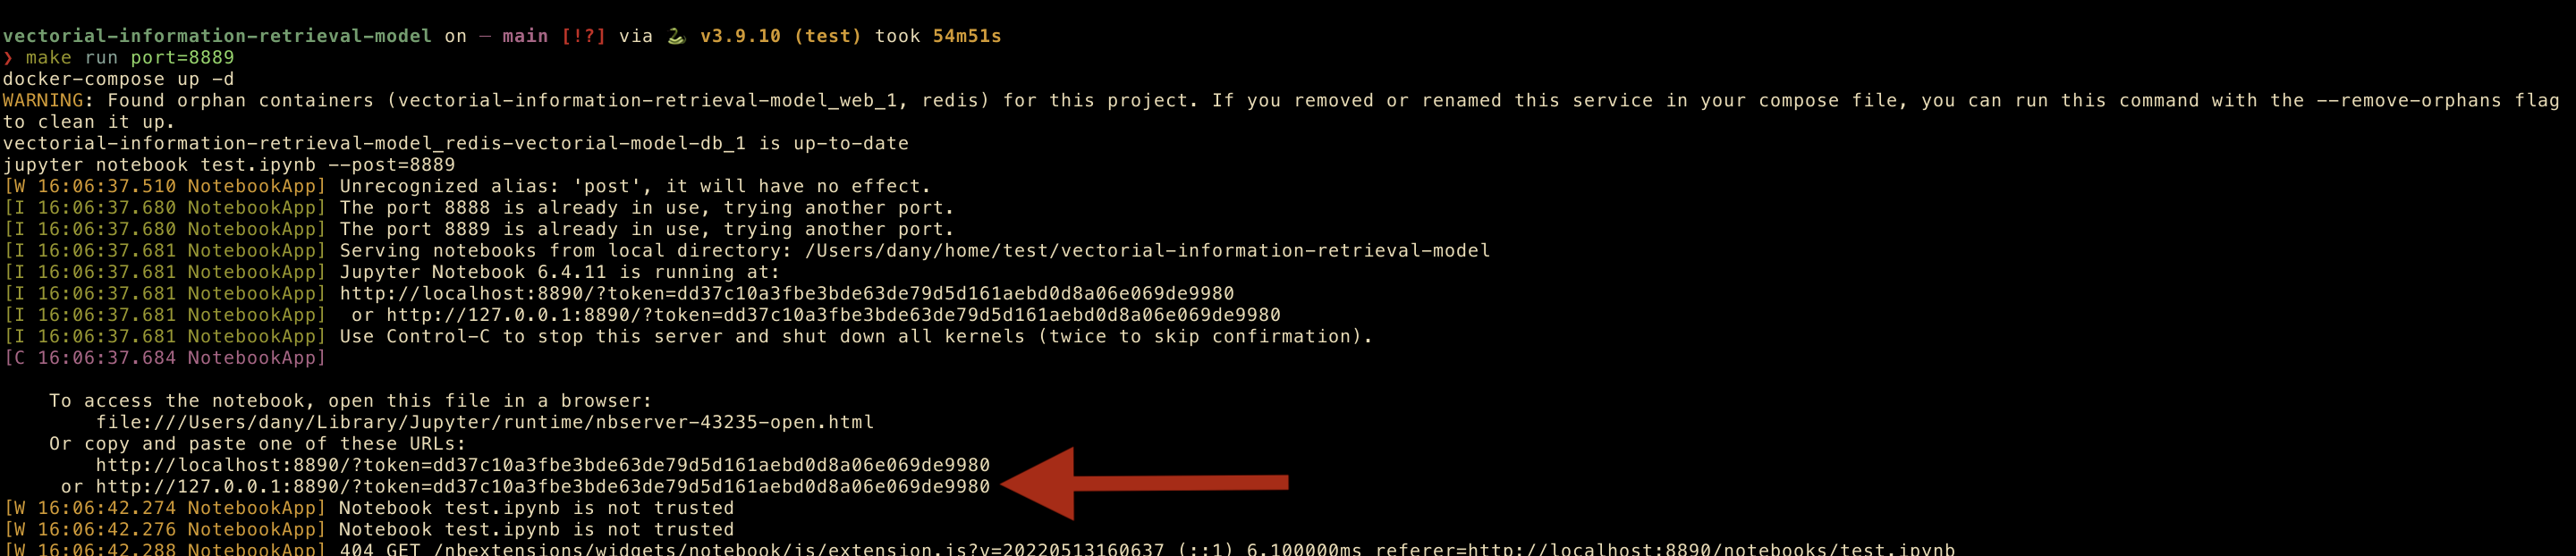 vectorial-information-retrieval-model on — main [!?] via 🐍 v3.9.10 (test) took 54m51s
❯ make run port=8889
docker-compose up -d
WARNING: Found orphan containers (vectorial-information-retrieval-model_web_1, redis) for this project. If you removed or renamed this service in your compose file, you can run this command with the --remove-orphans flag
to clean it up.
vectorial-information-retrieval-model_redis-vectorial-model-db_1 is up-to-date
jupyter notebook test.ipynb --post=8889
[W 16:06:37.510 NotebookApp] Unrecognized alias: 'post', it will have no effect.
[I 16:06:37.680 NotebookApp] The port 8888 is already in use, trying another port.
[I 16:06:37.680 NotebookApp] The port 8889 is already in use, trying another port.
[I 16:06:37.681 NotebookApp] Serving notebooks from local directory: /Users/dany/home/test/vectorial-information-retrieval-model
[I 16:06:37.681 NotebookApp] Jupyter Notebook 6.4.11 is running at:
[I 16:06:37.681 NotebookApp] http://localhost:8890/?token=dd37c10a3fbe3bde63de79d5d161aebd0d8a06e069de9980
[I 16:06:37.681 NotebookApp]  or http://127.0.0.1:8890/?token=dd37c10a3fbe3bde63de79d5d161aebd0d8a06e069de9980
[I 16:06:37.681 NotebookApp] Use Control-C to stop this server and shut down all kernels (twice to skip confirmation).
[C 16:06:37.684 NotebookApp]
To access the notebook, open this file in a browser:
file:///Users/dany/Library/Jupyter/runtime/nbserver-43235-open.html
Or copy and paste one of these URLs:
http://localhost:8890/?token=dd37c10a3fbe3bde63de79d5d161aebd0d8a06e069de9980
or http://127.0.0.1:8890/?token=dd37c10a3fbe3bde63de79d5d161aebd0d8a06e069de9980
[W 16:06:42.274 NotebookApp] Notebook test.ipynb is not trusted
[W 16:06:42.276 NotebookApp] Notebook test.ipynb is not trusted
[W 16:06:42.288 NotebookApp] 404 GET /nbextensions/widgets/notebook/js/extension.js?v=20220513160637 (::1) 6.100000ms referer=http://localhost:8890/notebooks/test.ipynb